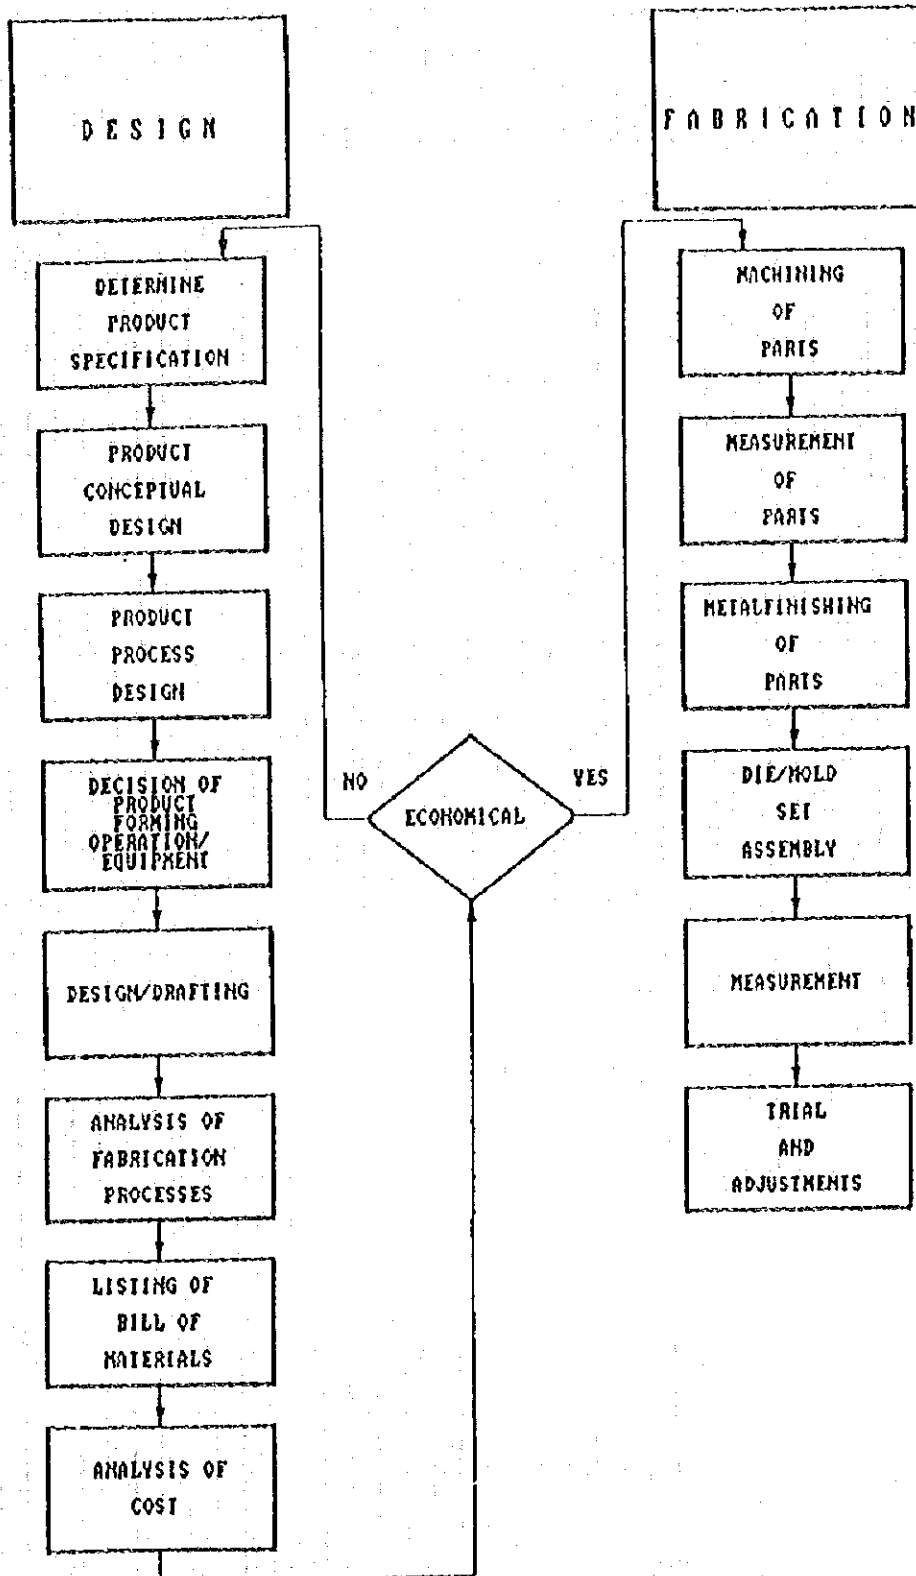 DESIGN
DETERMINE
PRODUCT
SPECIFICATION
PRODUCT
CONCEPTUAL
DESIGN
PRODUCT
PROCESS
DESIGN
DECISION OF
PRODUCT
FORMING
OPERATION/
EQUIPMENT
DESIGN/DRAFTING
ANALYSIS OF
FABRICATION
PROCESSES
LISTING OF
BILL OF
MATERIALS
ANALYSIS OF
COST
NO
ECONOMICAL
YES
FABRICATION
MACHINING
OF
PARTS
MEASUREMENT
OF
PARTS
METALFINISHING
OF
PARTS
DIE/MOLD
SET
ASSEMBLY
MEASUREMENT
TRIAL
AND
ADJUSTMENTS